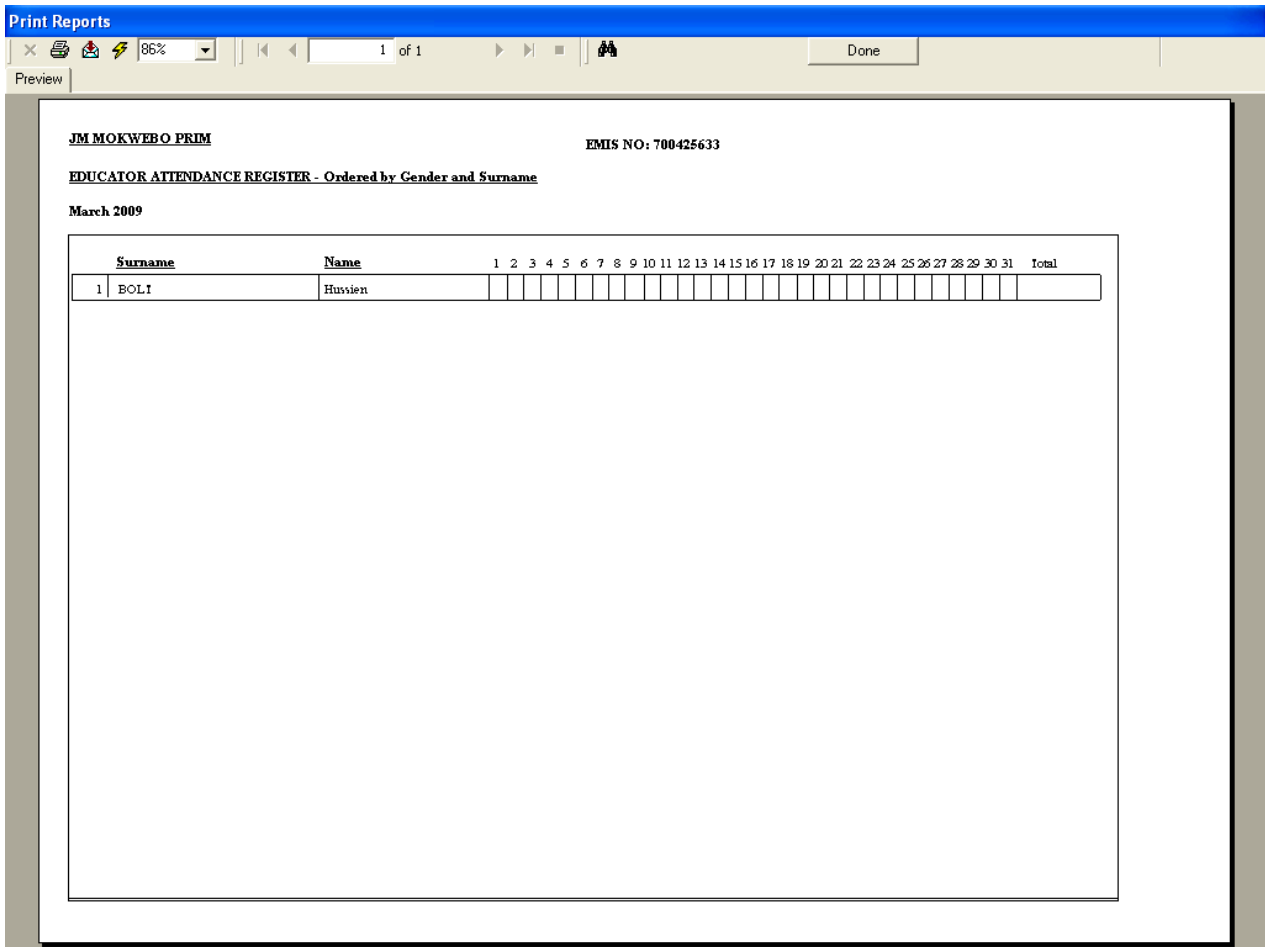 Print Reports
86% 1 of 1 Done
Preview
JM MOKWEBO PRIM
EMIS NO: 700425633
EDUCATOR ATTENDANCE REGISTER - Ordered by Gender and Surname
March 2009
Surname Name 1 2 3 4 5 6 7 8 9 10 11 12 13 14 15 16 17 18 19 20 21 22 23 24 25 26 27 28 29 30 31 Total
1 BOLI Hussien